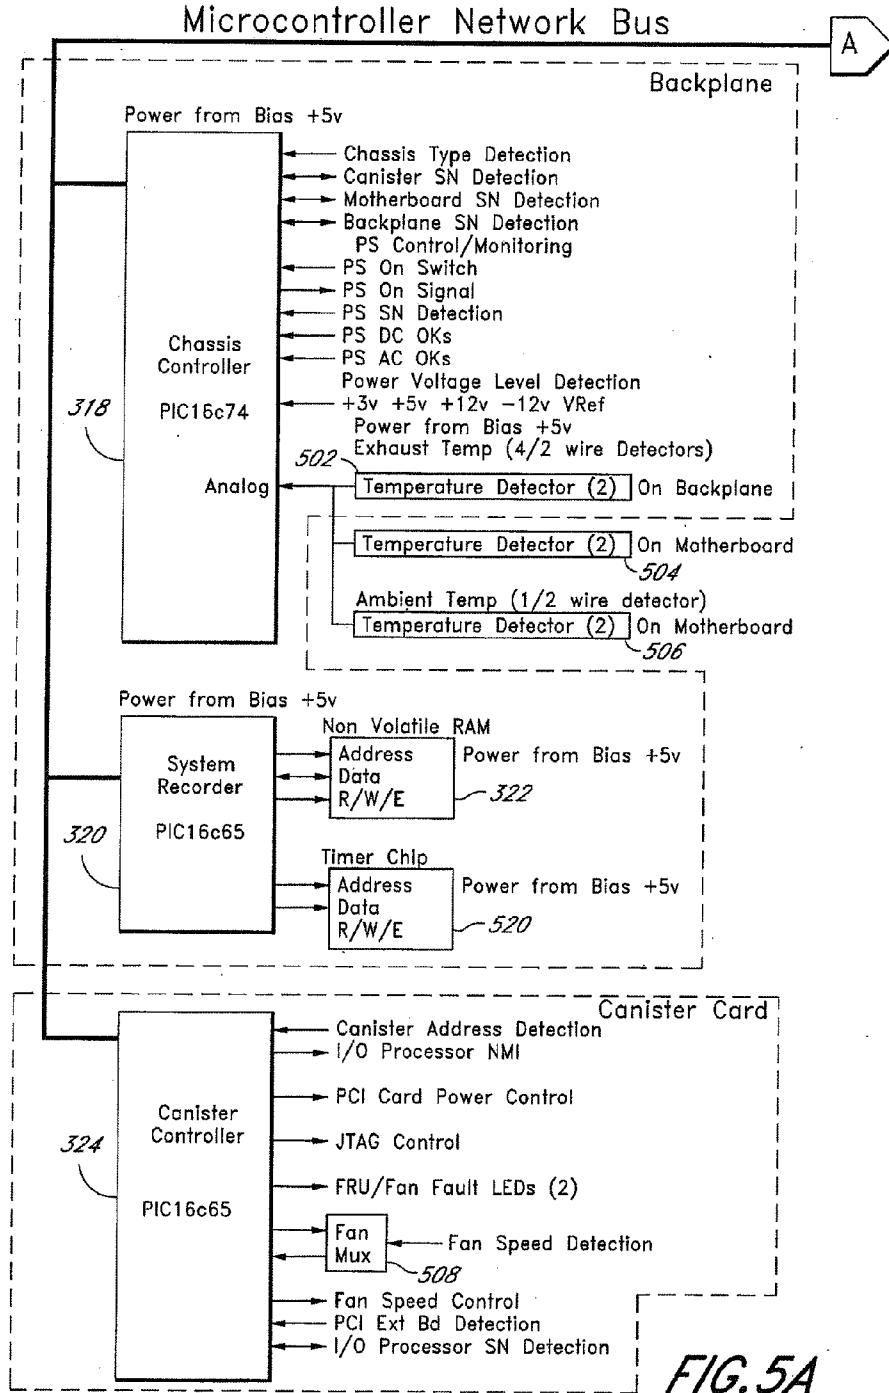 Microcontroller Network Bus
A
Backplane
Power from Bias +5v
Chassis Type Detection
Canister SN Detection
Motherboard SN Detection
Backplane SN Detection
PS Control/Monitoring
PS On Switch
PS On Signal
PS SN Detection
PS DC OKs
PS AC OKs
Power Voltage Level Detection
+3v +5v +12v -12v VRef
Power from Bias +5v
Exhaust Temp (4/2 wire Detectors)
Chassis
Controller
PIC16c74
318
Analog
502
Temperature Detector (2) On Backplane
Temperature Detector (2) On Motherboard
504
Ambient Temp (1/2 wire detector)
Temperature Detector (2) On Motherboard
506
Power from Bias +5v
System
Recorder
PIC16c65
320
Non Volatile RAM
Address
Data
R/W/E
Power from Bias +5v
322
Timer Chip
Address
Data
R/W/E
Power from Bias +5v
520
Canister Card
Canister Address Detection
I/O Processor NMI
PCI Card Power Control
JTAG Control
FRU/Fan Fault LEDs (2)
Canister
Controller
PIC16c65
324
Fan
Mux
Fan Speed Detection
508
Fan Speed Control
PCI Ext Bd Detection
I/O Processor SN Detection
FIG. 5A